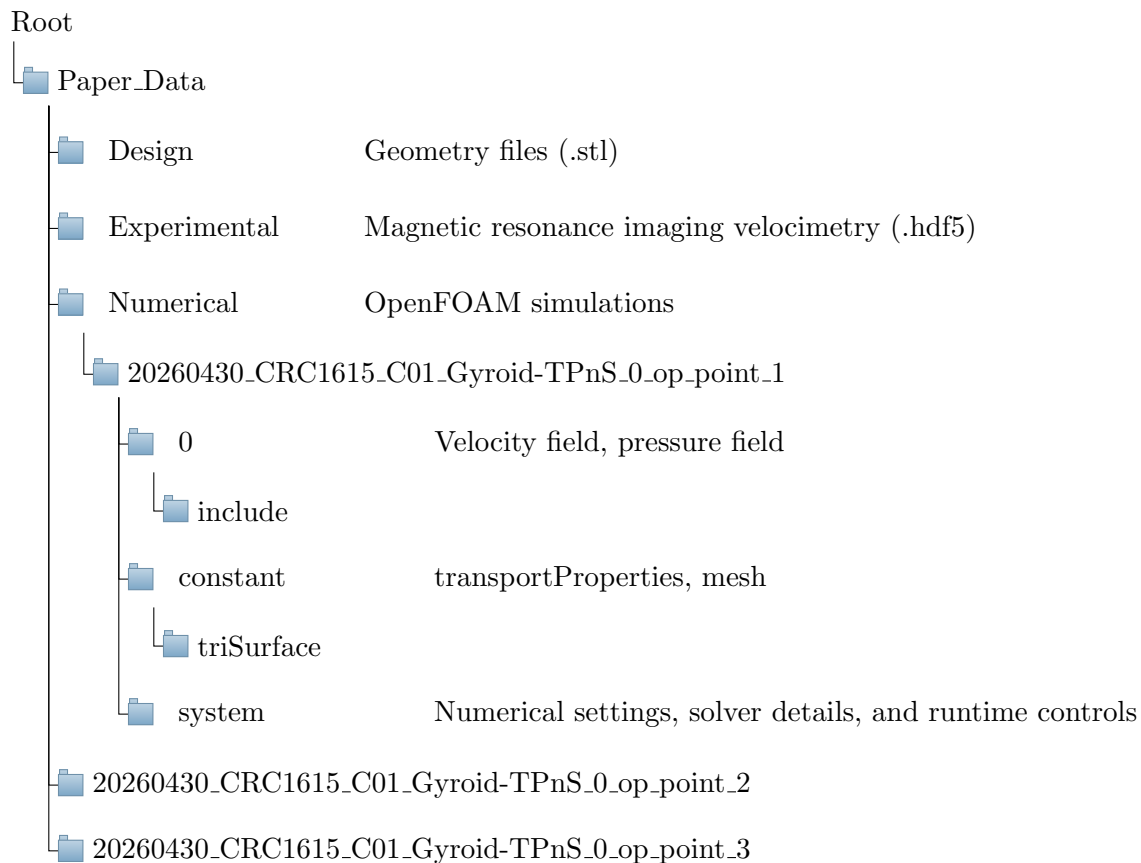 Root
Paper_Data
Design Geometry files (.stl)
Experimental Magnetic resonance imaging velocimetry (.hdf5)
Numerical OpenFOAM simulations
20260430_CRC1615_C01_Gyroid-TPnS_0_op_point_1
0 Velocity field, pressure field
include
constant transportProperties, mesh
triSurface
system Numerical settings, solver details, and runtime controls
20260430_CRC1615_C01_Gyroid-TPnS_0_op_point_2
20260430_CRC1615_C01_Gyroid-TPnS_0_op_point_3